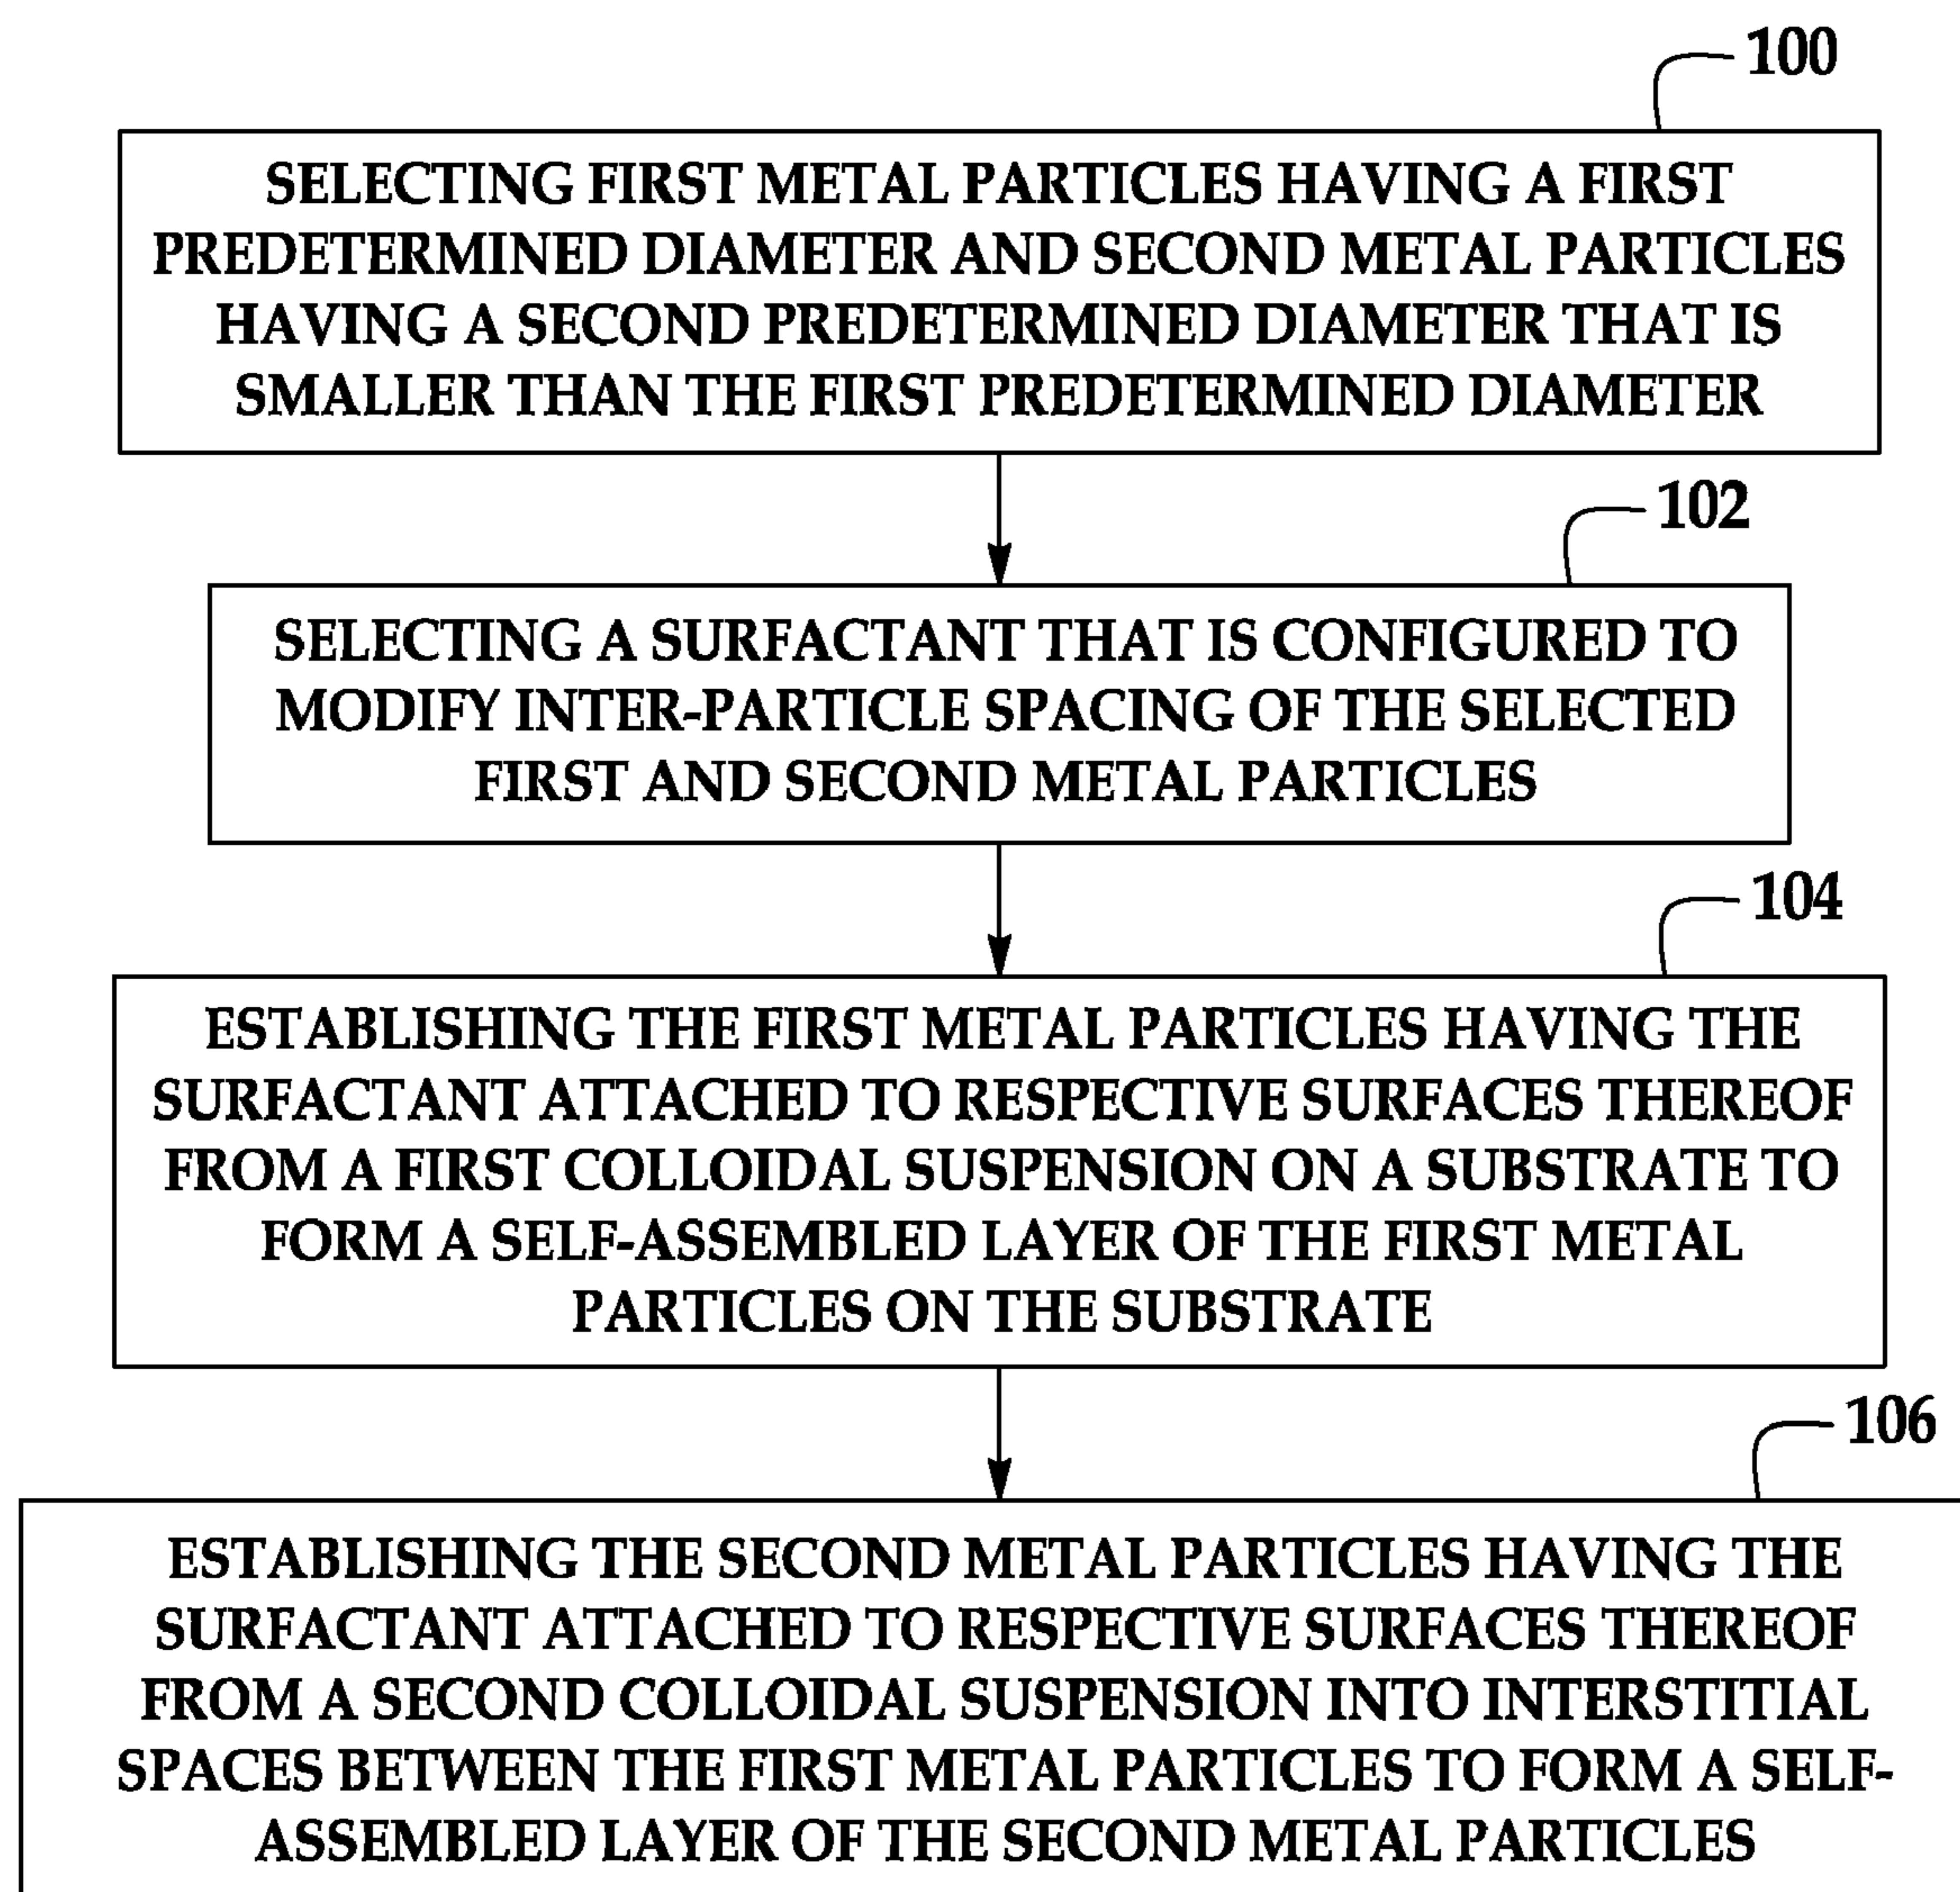 100
SELECTING FIRST METAL PARTICLES HAVING A FIRST
PREDETERMINED DIAMETER AND SECOND METAL PARTICLES
HAVING A SECOND PREDETERMINED DIAMETER THAT IS
SMALLER THAN THE FIRST PREDETERMINED DIAMETER
102
SELECTING A SURFACTANT THAT IS CONFIGURED TO
MODIFY INTER-PARTICLE SPACING OF THE SELECTED
FIRST AND SECOND METAL PARTICLES
104
ESTABLISHING THE FIRST METAL PARTICLES HAVING THE
SURFACTANT ATTACHED TO RESPECTIVE SURFACES THEREOF
FROM A FIRST COLLOIDAL SUSPENSION ON A SUBSTRATE TO
FORM A SELF-ASSEMBLED LAYER OF THE FIRST METAL
PARTICLES ON THE SUBSTRATE
106
ESTABLISHING THE SECOND METAL PARTICLES HAVING THE
SURFACTANT ATTACHED TO RESPECTIVE SURFACES THEREOF
FROM A SECOND COLLOIDAL SUSPENSION INTO INTERSTITIAL
SPACES BETWEEN THE FIRST METAL PARTICLES TO FORM A SELF-
ASSEMBLED LAYER OF THE SECOND METAL PARTICLES